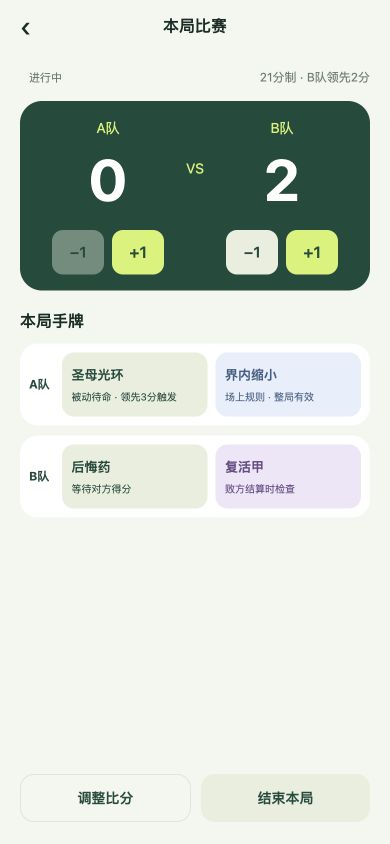 本局比赛
进行中
21分制 · B队领先2分
A队
B队
0
VS
2
−1
+1
−1
+1
本局手牌
A队
圣母光环
被动待命 · 领先3分触发
界内缩小
场上规则 · 整局有效
B队
后悔药
等待对方得分
复活甲
败方结算时检查
调整比分
结束本局